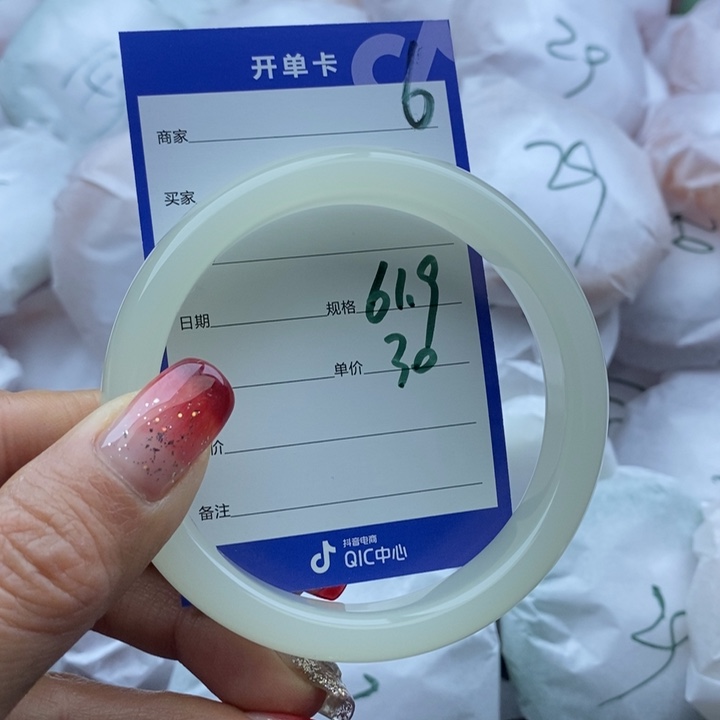 开单卡
6
商家
买家
日期 规格 61.9
单价 30
价
备注
抖音电商
QIC中心
29